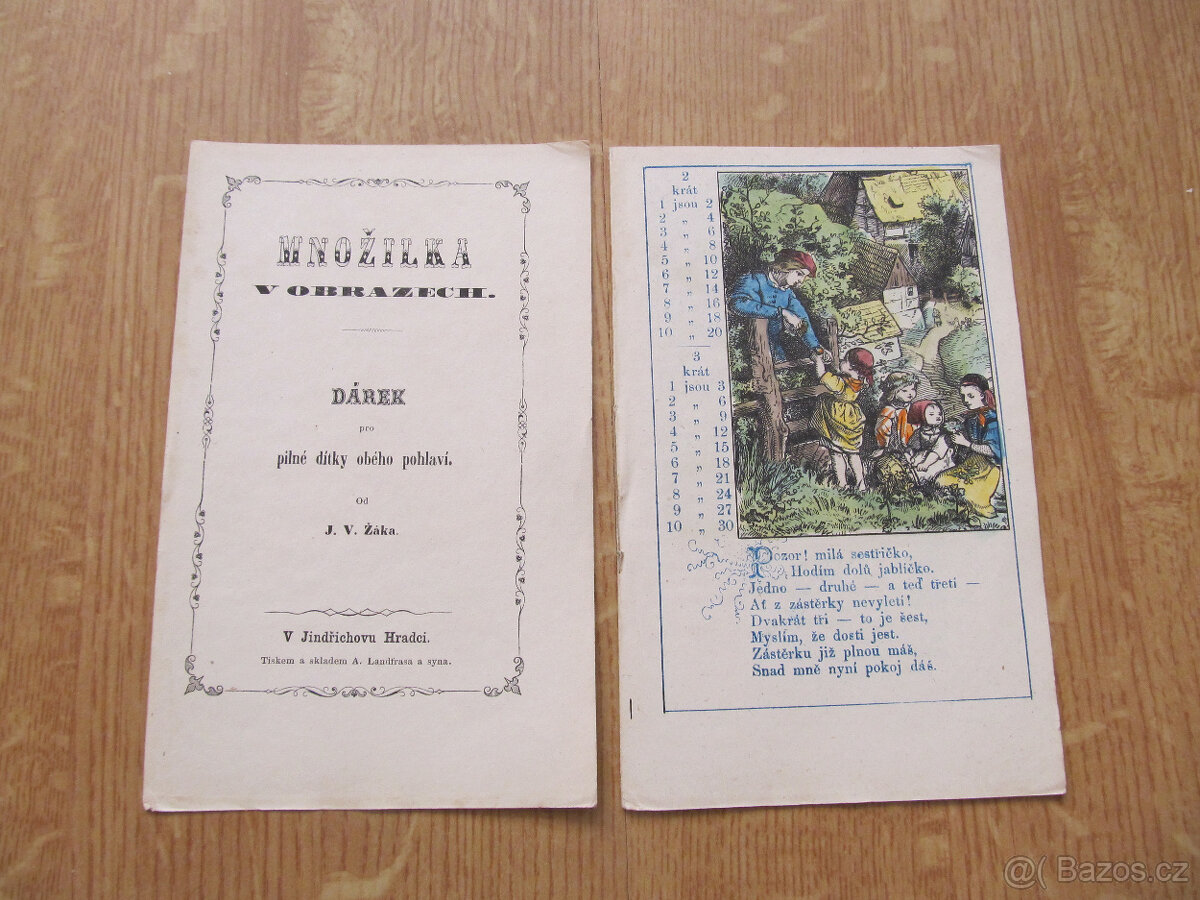 MNOŽILKA
V OBRAZECH.
DÁREK
pro
pilné dítky obého pohlaví.
Od
J. V. Žáka.
V Jindřichovu Hradci.
Tiskem a skladem A. Landfrasa a syna.
2
krát
1 jsou 2
2 „ 4
3 „ 6
4 „ 8
5 „ 10
6 „ 12
7 „ 14
8 „ 16
9 „ 18
10 „ 20
3
krát
1 jsou 3
2 „ 6
3 „ 9
4 „ 12
5 „ 15
6 „ 18
7 „ 21
8 „ 24
9 „ 27
10 „ 30
Pozor! milá sestřičko,
Hodím dolů jablíčko.
Jedno — druhé — a teď třetí —
Ať z zástěrky nevyletí!
Dvakrát tři — to je šest,
Myslím, že dosti jest.
Zástěrku již plnou máš,
Snad mně nyní pokoj dáš.
@( Bazos.cz